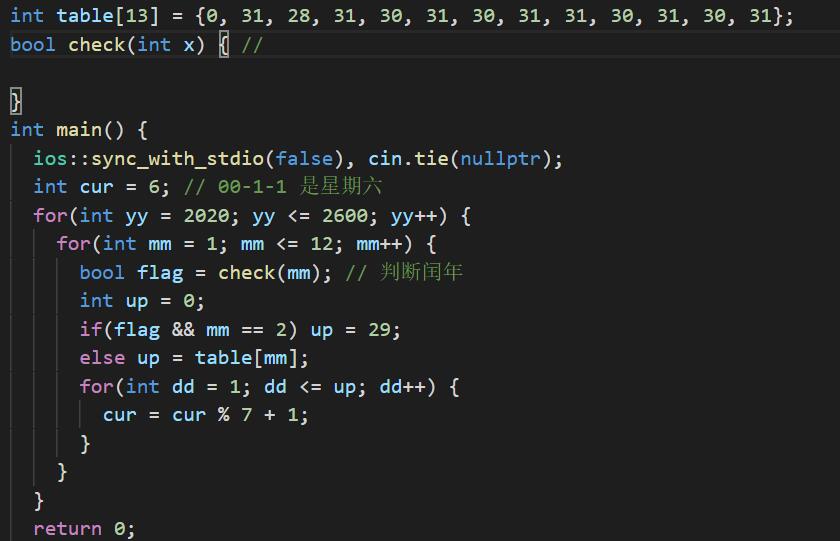 int table[13] = {0, 31, 28, 31, 30, 31, 30, 31, 31, 30, 31, 30, 31};
bool check(int x) { //

}
int main() {
  ios::sync_with_stdio(false), cin.tie(nullptr);
  int cur = 6; // 00-1-1 是星期六
  for(int yy = 2020; yy <= 2600; yy++) {
    for(int mm = 1; mm <= 12; mm++) {
      bool flag = check(mm); // 判断闰年
      int up = 0;
      if(flag && mm == 2) up = 29;
      else up = table[mm];
      for(int dd = 1; dd <= up; dd++) {
        cur = cur % 7 + 1;
      }
    }
  }
  return 0;